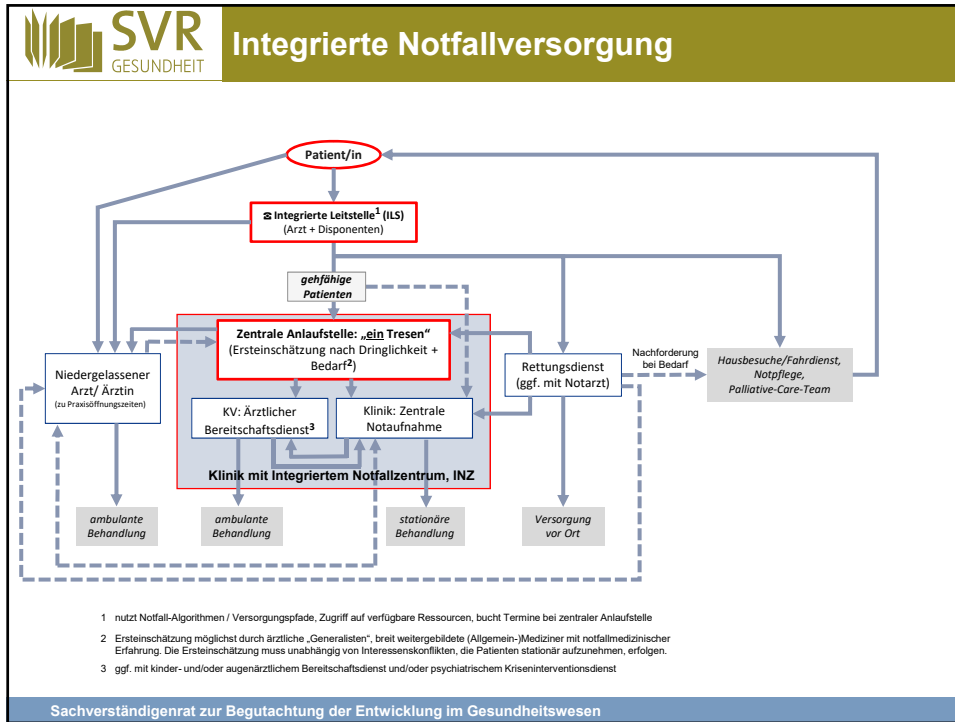 SVR
GESUNDHEIT
Integrierte Notfallversorgung
Patient/in
☎ Integrierte Leitstelle¹ (ILS)
(Arzt + Disponenten)
gehfähige
Patienten
Zentrale Anlaufstelle: „ein Tresen“
(Ersteinschätzung nach Dringlichkeit +
Bedarf²)
Niedergelassener
Arzt/ Ärztin
(zu Praxisöffnungszeiten)
KV: Ärztlicher
Bereitschaftsdienst³
Klinik: Zentrale
Notaufnahme
Klinik mit Integriertem Notfallzentrum, INZ
Rettungsdienst
(ggf. mit Notarzt)
Nachforderung
bei Bedarf
Hausbesuche/Fahrdienst,
Notpflege,
Palliative-Care-Team
ambulante
Behandlung
ambulante
Behandlung
stationäre
Behandlung
Versorgung
vor Ort
1 nutzt Notfall-Algorithmen / Versorgungspfade, Zugriff auf verfügbare Ressourcen, bucht Termine bei zentraler Anlaufstelle
2 Ersteinschätzung möglichst durch ärztliche „Generalisten“, breit weitergebildete (Allgemein-)Mediziner mit notfallmedizinischer
Erfahrung. Die Ersteinschätzung muss unabhängig von Interessenskonflikten, die Patienten stationär aufzunehmen, erfolgen.
3 ggf. mit kinder- und/oder augenärztlichem Bereitschaftsdienst und/oder psychiatrischem Kriseninterventionsdienst
Sachverständigenrat zur Begutachtung der Entwicklung im Gesundheitswesen